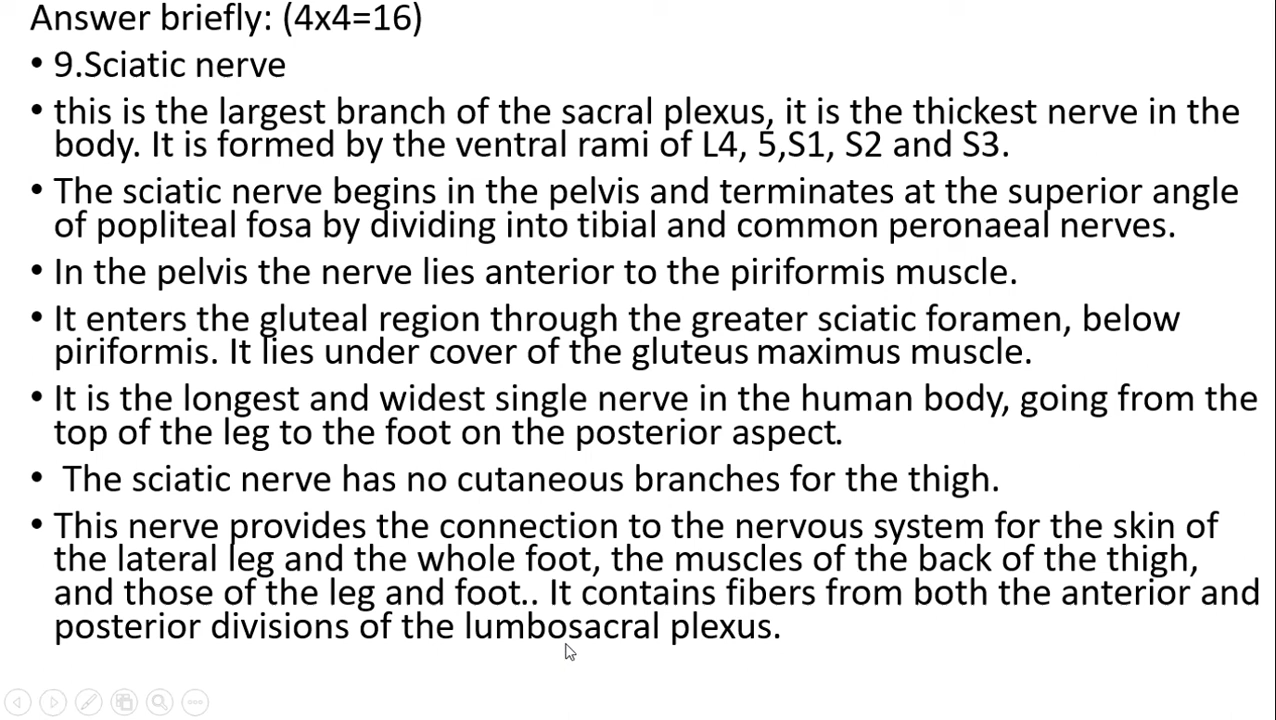 Answer briefly: (4x4=16)
• 9.Sciatic nerve
• this is the largest branch of the sacral plexus, it is the thickest nerve in the
body. It is formed by the ventral rami of L4, 5,S1, S2 and S3.
• The sciatic nerve begins in the pelvis and terminates at the superior angle
of popliteal fosa by dividing into tibial and common peronaeal nerves.
• In the pelvis the nerve lies anterior to the piriformis muscle.
• It enters the gluteal region through the greater sciatic foramen, below
piriformis. It lies under cover of the gluteus maximus muscle.
• It is the longest and widest single nerve in the human body, going from the
top of the leg to the foot on the posterior aspect.
• The sciatic nerve has no cutaneous branches for the thigh.
• This nerve provides the connection to the nervous system for the skin of
the lateral leg and the whole foot, the muscles of the back of the thigh,
and those of the leg and foot.. It contains fibers from both the anterior and
posterior divisions of the lumbosacral plexus.